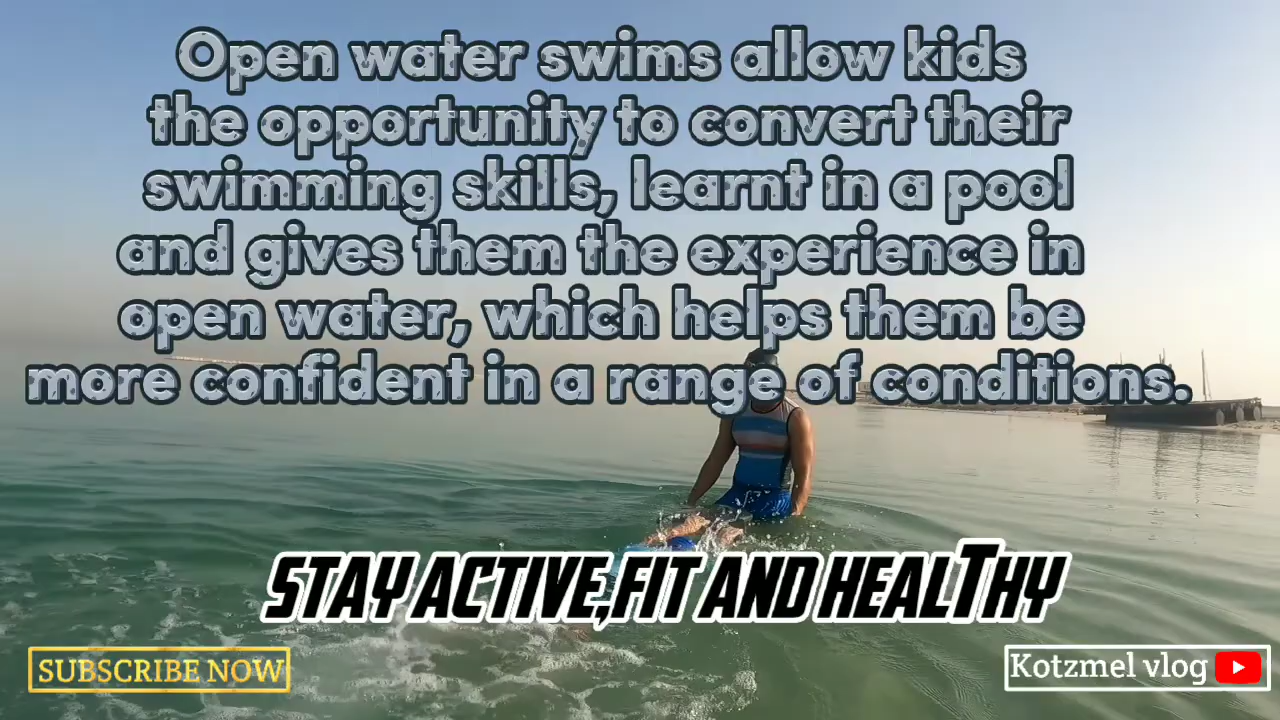 Open water swims allow kids
the opportunity to convert their
swimming skills, learnt in a pool
and gives them the experience in
open water, which helps them be
more confident in a range of conditions.
STAY ACTIVE,FIT AND HEALTHY
SUBSCRIBE NOW
Kotzmel vlog